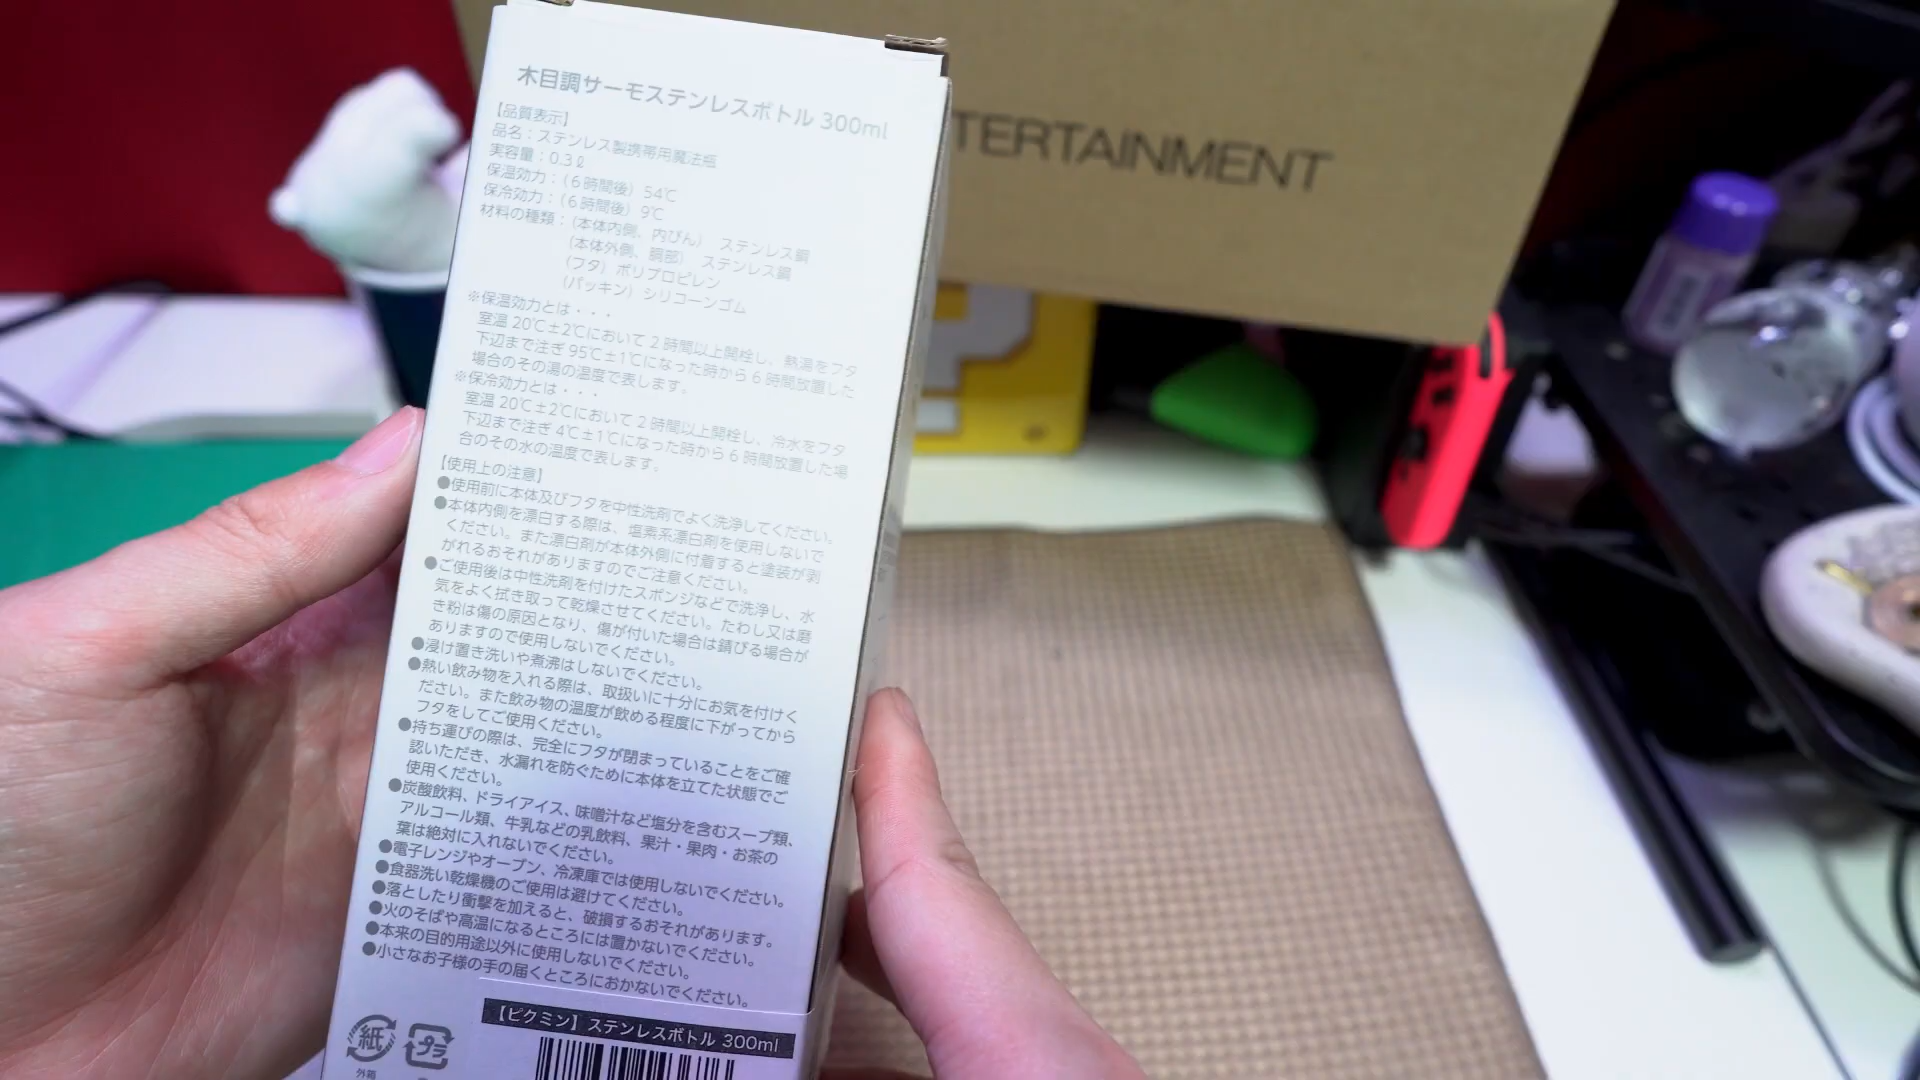 木目調サーモステンレスボトル 300ml
【品質表示】
品名：ステンレス製携帯用魔法瓶
実容量：0.3ℓ
保温効力：（6時間後）54℃
保冷効力：（6時間後）9℃
材料の種類：（本体内側、内びん） ステンレス鋼
（本体外側、胴部） ステンレス鋼
（フタ）ポリプロピレン
（パッキン）シリコーンゴム
※保温効力とは・・・
室温 20℃±2℃において 2 時間以上開栓し、熱湯をフタ
下辺まで注ぎ 95℃±1℃になった時から 6 時間放置した
場合のその湯の温度で表します。
※保冷効力とは・・・
室温 20℃±2℃において 2 時間以上開栓し、冷水をフタ
下辺まで注ぎ 4℃±1℃になった時から 6 時間放置した場
合のその水の温度で表します。
【使用上の注意】
●使用前に本体及びフタを中性洗剤でよく洗浄してください。
●本体内側を漂白する際は、塩素系漂白剤を使用しないで
ください。また漂白剤が本体外側に付着すると塗装が剥
がれるおそれがありますのでご注意ください。
●ご使用後は中性洗剤を付けたスポンジなどで洗浄し、水
気をよく拭き取って乾燥させてください。たわし又は磨
き粉は傷の原因となり、傷が付いた場合は錆びる場合が
ありますので使用しないでください。
●浸け置き洗いや煮沸はしないでください。
●熱い飲み物を入れる際は、取扱いに十分にお気を付けく
ださい。また飲み物の温度が飲める程度に下がってから
フタをしてご使用ください。
●持ち運びの際は、完全にフタが閉まっていることをご確
認いただき、水漏れを防ぐために本体を立てた状態でご
使用ください。
●炭酸飲料、ドライアイス、味噌汁など塩分を含むスープ類、
アルコール類、牛乳などの乳飲料、果汁・果肉・お茶の
葉は絶対に入れないでください。
●電子レンジやオーブン、冷凍庫では使用しないでください。
●食器洗い乾燥機のご使用は避けてください。
●落としたり衝撃を加えると、破損するおそれがあります。
●火のそばや高温になるところには置かないでください。
●本来の目的用途以外に使用しないでください。
●小さなお子様の手の届くところにおかないでください。
【ピクミン】ステンレスボトル 300ml
紙
プラ
外箱
TERTAINMENT